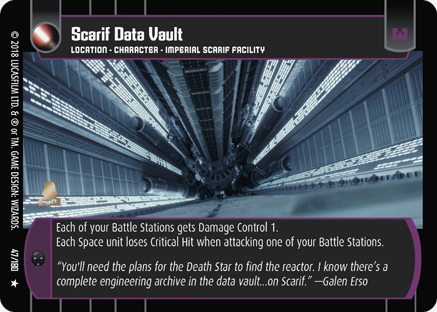 Scarif Data Vault
LOCATION - CHARACTER - IMPERIAL SCARIF FACILITY
Each of your Battle Stations gets Damage Control 1.
Each Space unit loses Critical Hit when attacking one of your Battle Stations.
"You'll need the plans for the Death Star to find the reactor. I know there's a
complete engineering archive in the data vault...on Scarif." —Galen Erso
© 2018 LUCASFILM LTD. & ® or TM. GAME DESIGN: WIZARDS.
47/180